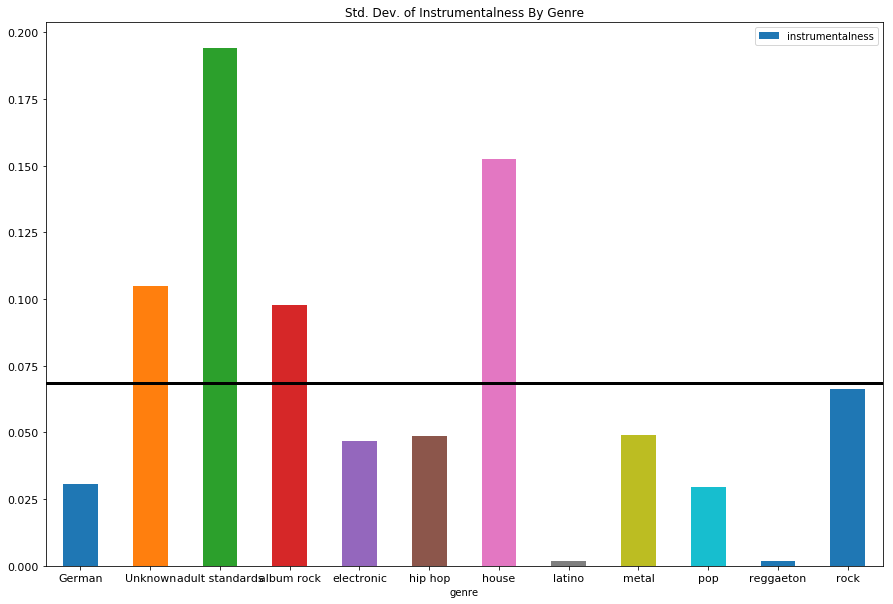 Std. Dev. of Instrumentalness By Genre
instrumentalness
0.200
0.175
0.150
0.125
0.100
0.075
0.050
0.025
0.000
German Unknown adult standards album rock electronic hip hop house latino metal pop reggaeton rock
genre